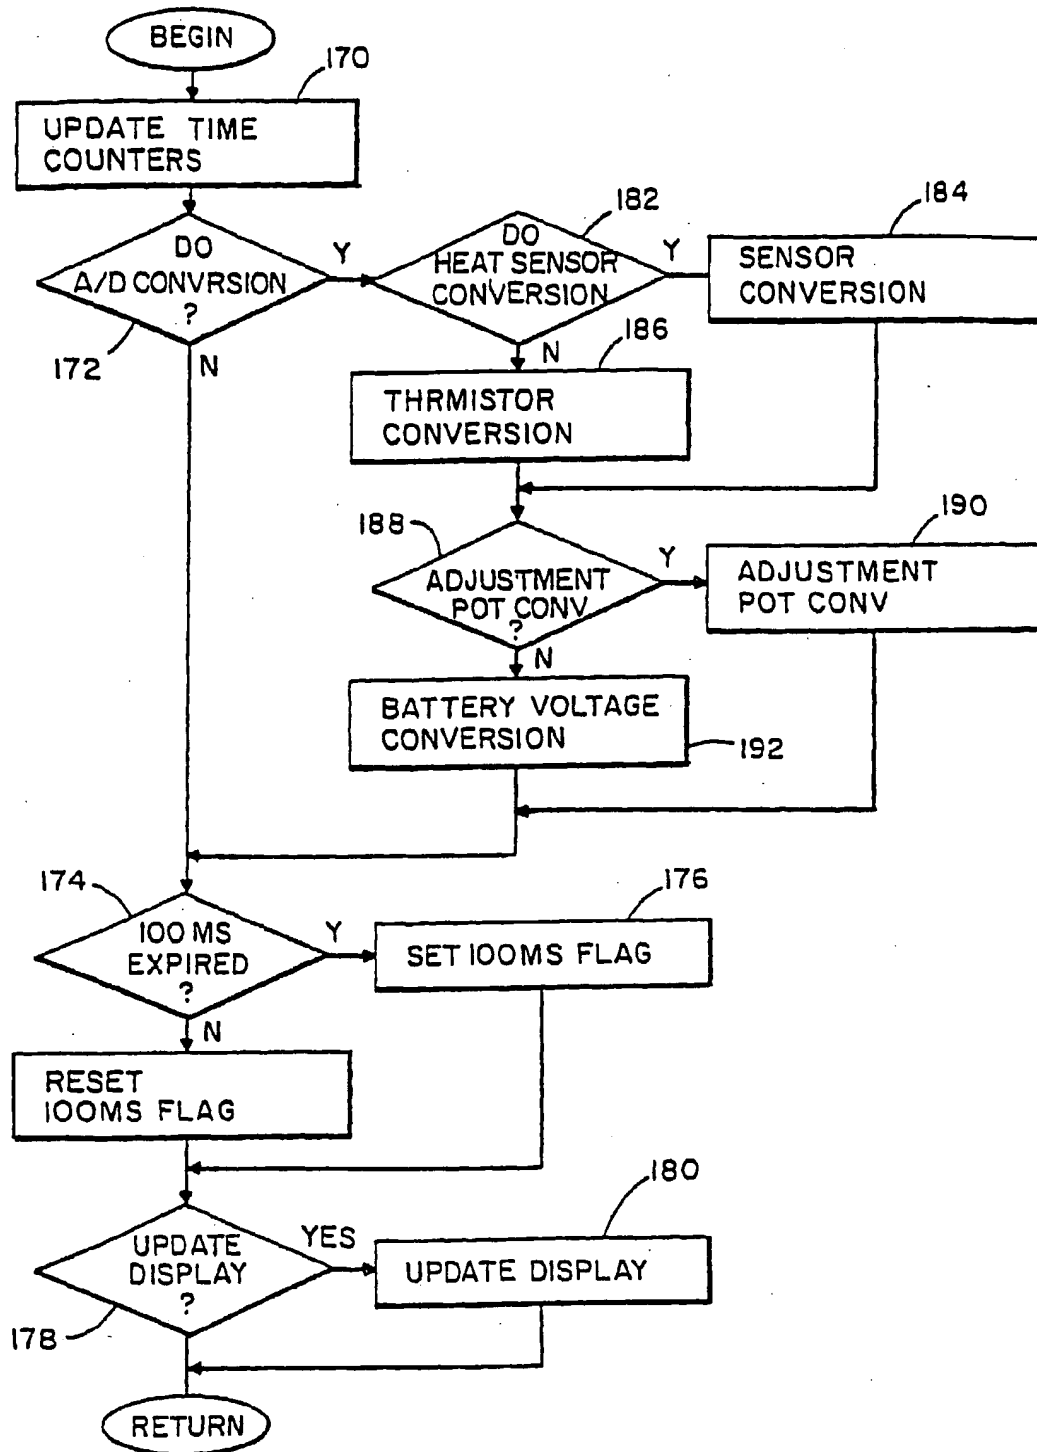 BEGIN
170
UPDATE TIME
COUNTERS
DO
A/D CONVRSION
?
172
Y
N
182
DO
HEAT SENSOR
CONVERSION
Y
N
184
SENSOR
CONVERSION
186
THRMISTOR
CONVERSION
188
ADJUSTMENT
POT CONV
?
Y
N
190
ADJUSTMENT
POT CONV
BATTERY VOLTAGE
CONVERSION
192
174
100 MS
EXPIRED
?
Y
N
176
SET 100MS FLAG
RESET
100MS FLAG
UPDATE
DISPLAY
?
178
YES
180
UPDATE DISPLAY
RETURN